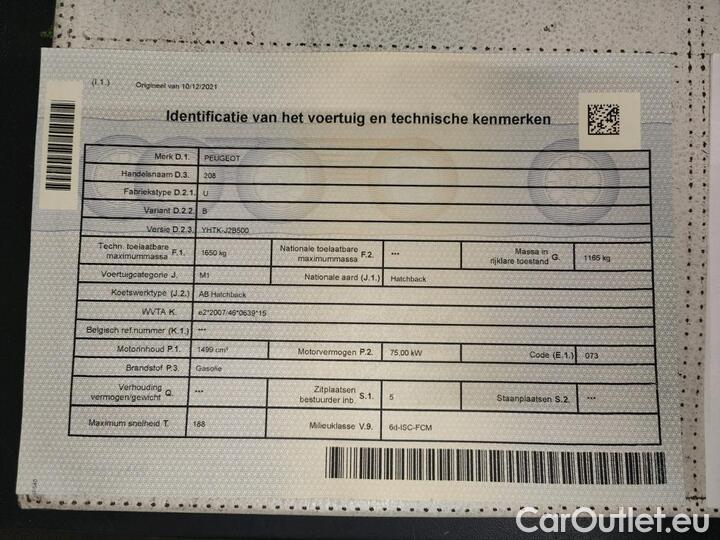 (I.1.) Origineel van 10/12/2021
Identificatie van het voertuig en technische kenmerken
Merk D.1. PEUGEOT
Handelsnaam D.3. 208
Fabriekstype D.2.1. U
Variant D.2.2. B
Versie D.2.3. YHTK-J2B500
Techn. toelaatbare maximummassa F.1. 1650 kg Nationale toelaatbare maximummassa F.2. *** Massa in rijklare toestand G. 1165 kg
Voertuigcategorie J. M1 Nationale aard (J.1.) Hatchback
Koetswerktype (J.2.) AB Hatchback
WVTA K. e2*2007/46*0639*15
Belgisch ref.nummer (K.1.) ***
Motorinhoud P.1. 1499 cm³ Motorvermogen P.2. 75,00 kW Code (E.1.) 073
Brandstof P.3. Gasolie
Verhouding vermogen/gewicht Q. *** Zitplaatsen bestuurder inb. S.1. 5 Staanplaatsen S.2. ***
Maximum snelheid T. 188 Milieuklasse V.9. 6d-ISC-FCM
CarOutlet.eu